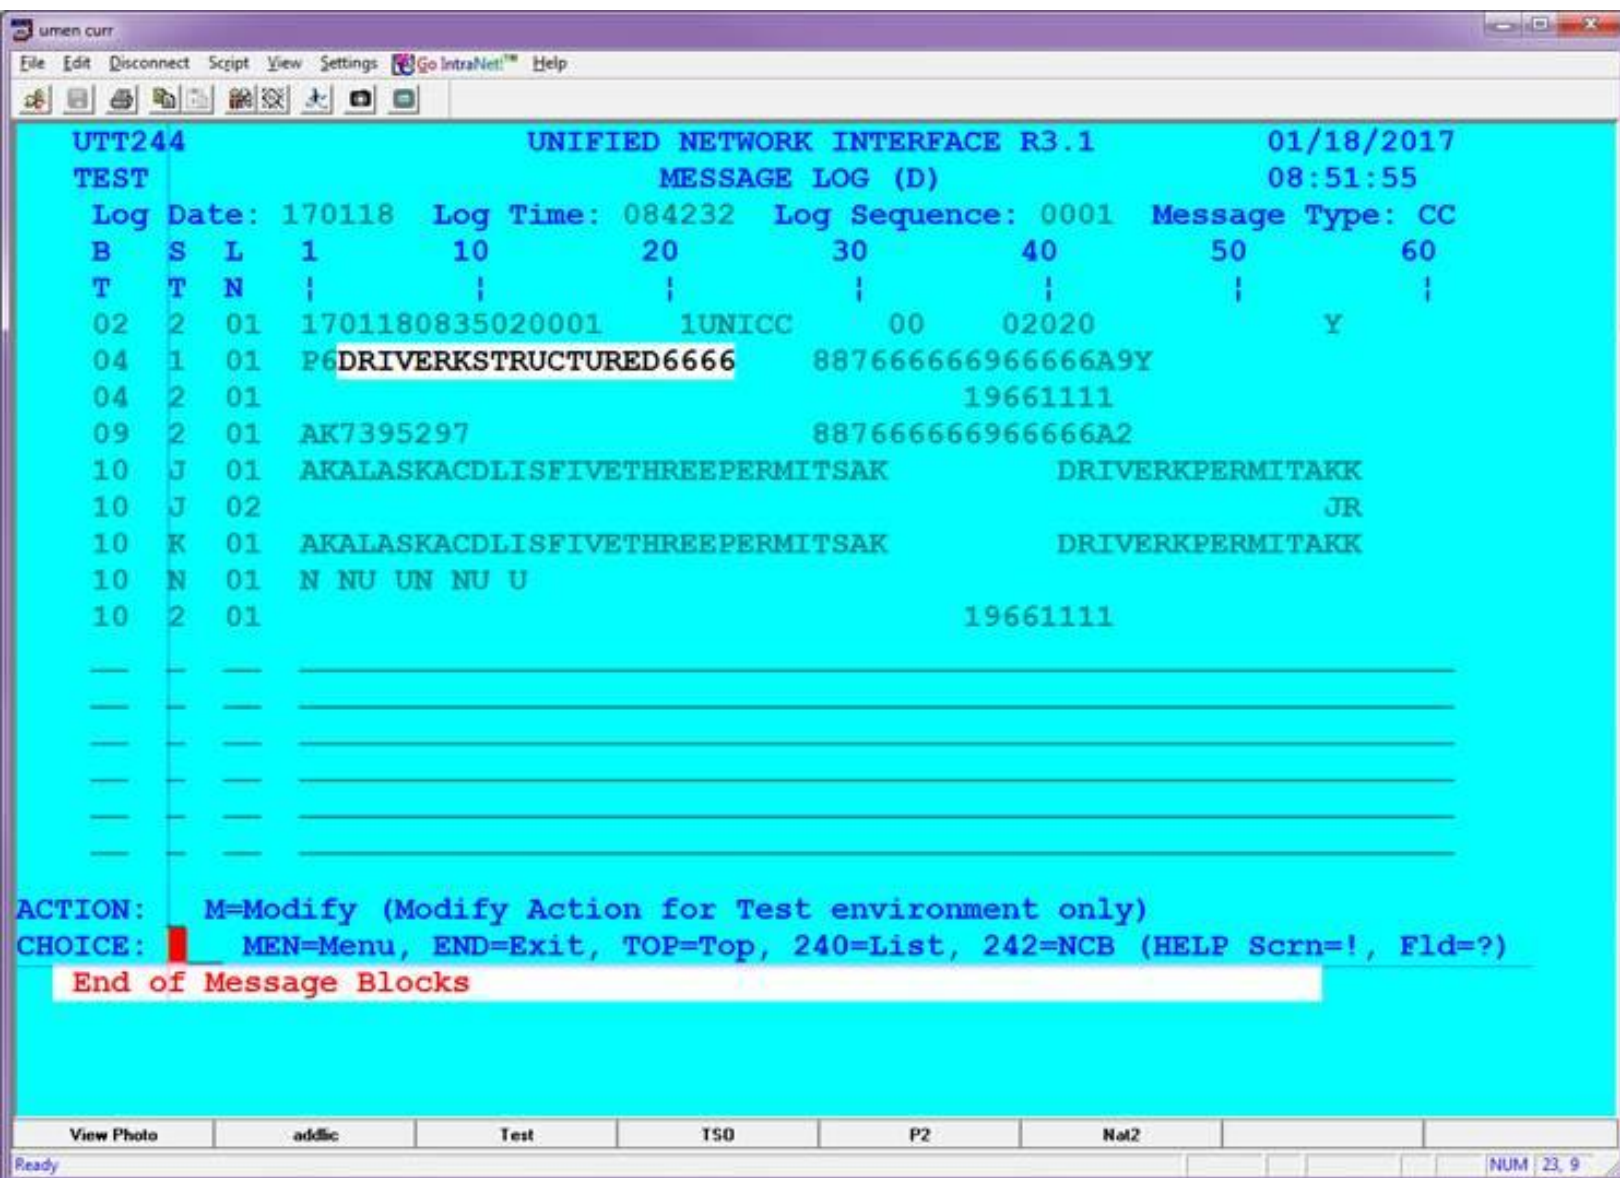 umen curr
File Edit Disconnect Script View Settings Go IntraNet!™ Help
UTT244 UNIFIED NETWORK INTERFACE R3.1 01/18/2017
TEST MESSAGE LOG (D) 08:51:55
Log Date: 170118 Log Time: 084232 Log Sequence: 0001 Message Type: CC
B S L 1 10 20 30 40 50 60
T T N ¦ ¦ ¦ ¦ ¦ ¦ ¦
02 2 01 1701180835020001 1UNICC 00 02020 Y
04 1 01 P6DRIVERKSTRUCTURED6666 887666666966666A9Y
04 2 01 19661111
09 2 01 AK7395297 887666666966666A2
10 J 01 AKALASKACDLISFIVETHREEPERMITSAK DRIVERKPERMITAKK
10 J 02 JR
10 K 01 AKALASKACDLISFIVETHREEPERMITSAK DRIVERKPERMITAKK
10 N 01 N NU UN NU U
10 2 01 19661111
ACTION: M=Modify (Modify Action for Test environment only)
CHOICE: MEN=Menu, END=Exit, TOP=Top, 240=List, 242=NCB (HELP Scrn=!, Fld=?)
End of Message Blocks
View Photo addlic Test TSO P2 Nat2
Ready NUM 23, 9